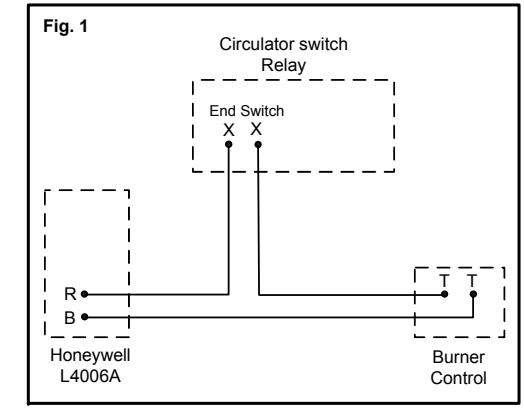 Fig. 1
Circulator switch
Relay
End Switch
X X
R
B
T T
Honeywell
L4006A
Burner
Control